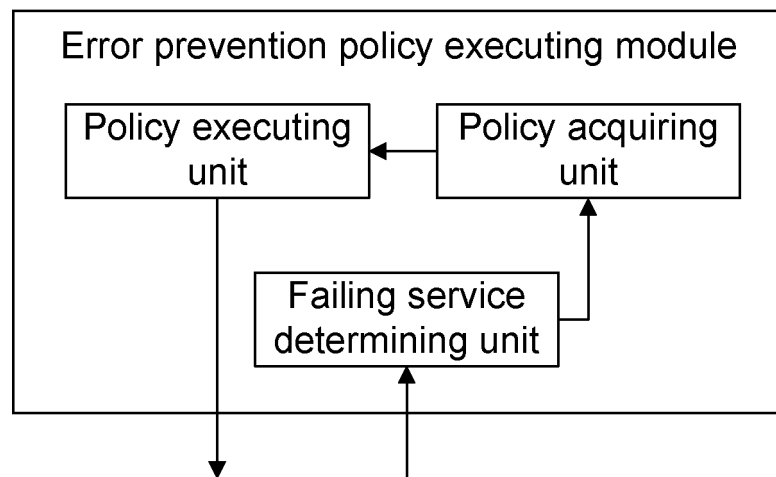 Error prevention policy executing module
Policy executing
unit
Policy acquiring
unit
Failing service
determining unit